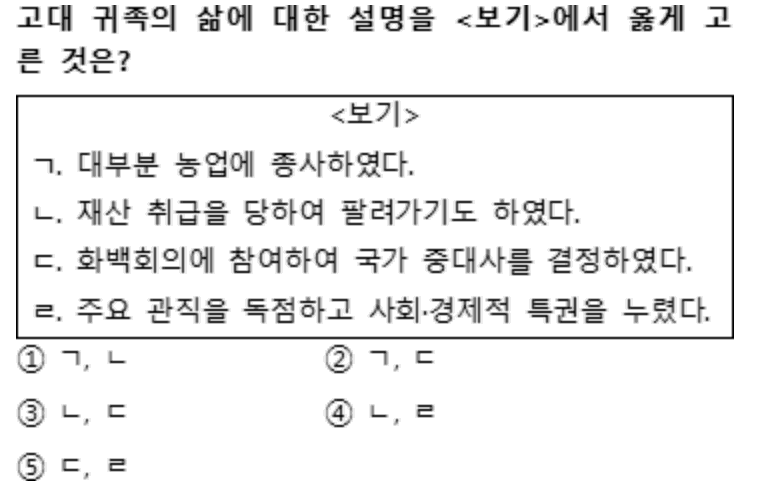 고대 귀족의 삶에 대한 설명을 <보기>에서 옳게 고
른 것은?
<보기>
ㄱ. 대부분 농업에 종사하였다.
ㄴ. 재산 취급을 당하여 팔려가기도 하였다.
ㄷ. 화백회의에 참여하여 국가 중대사를 결정하였다.
ㄹ. 주요 관직을 독점하고 사회·경제적 특권을 누렸다.
① ㄱ, ㄴ ② ㄱ, ㄷ
③ ㄴ, ㄷ ④ ㄴ, ㄹ
⑤ ㄷ, ㄹ